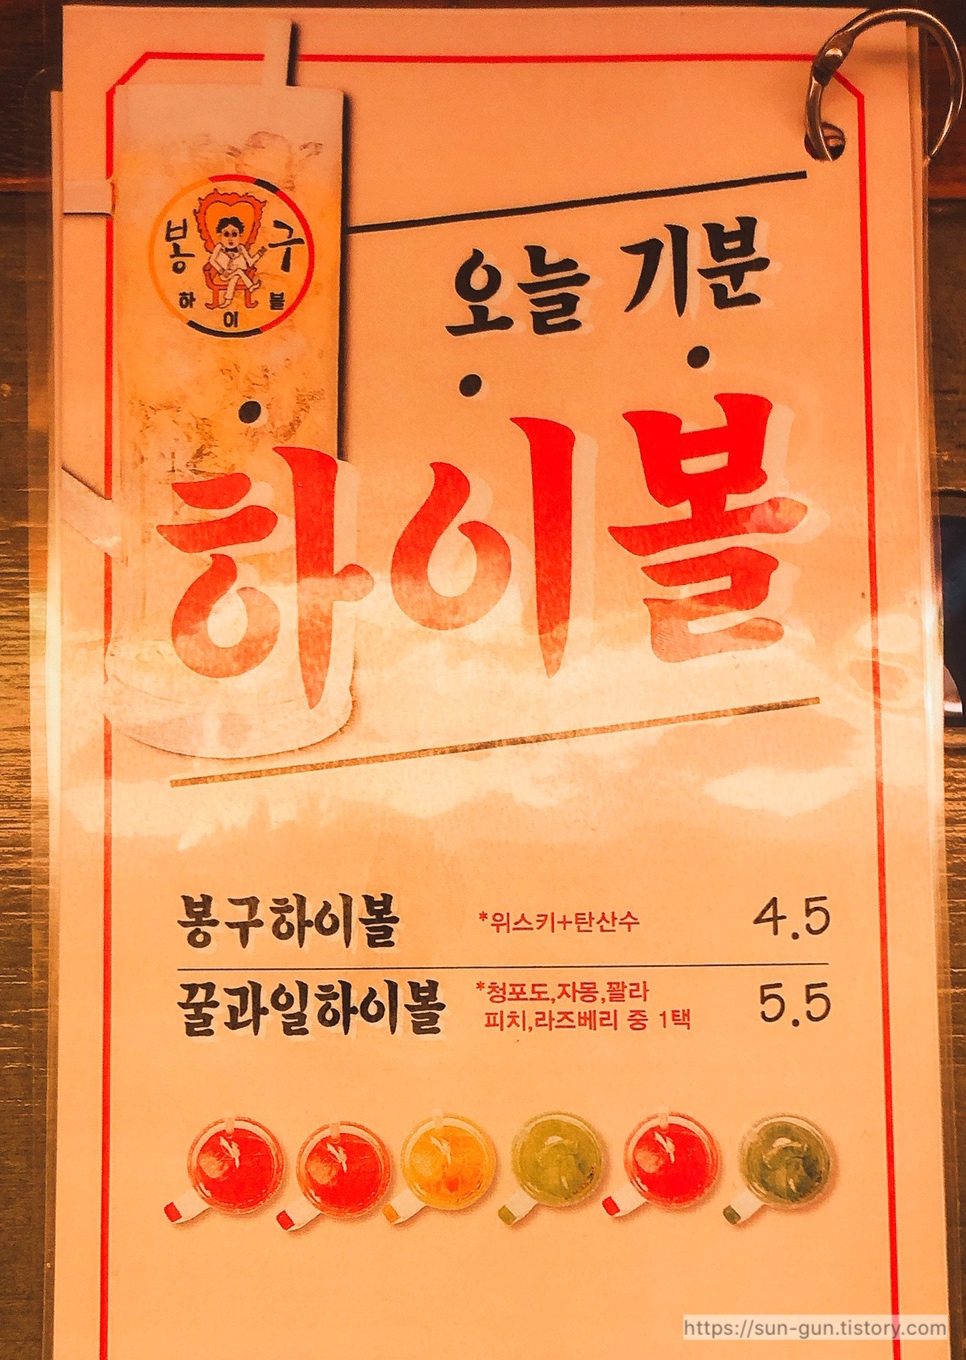 봉구
하이볼
오늘 기분
하이볼
봉구하이볼 *위스키+탄산수 4.5
꿀과일하이볼 *청포도,자몽,꽐라 5.5
피치,라즈베리 중 1택
https://sun-gun.tistory.com